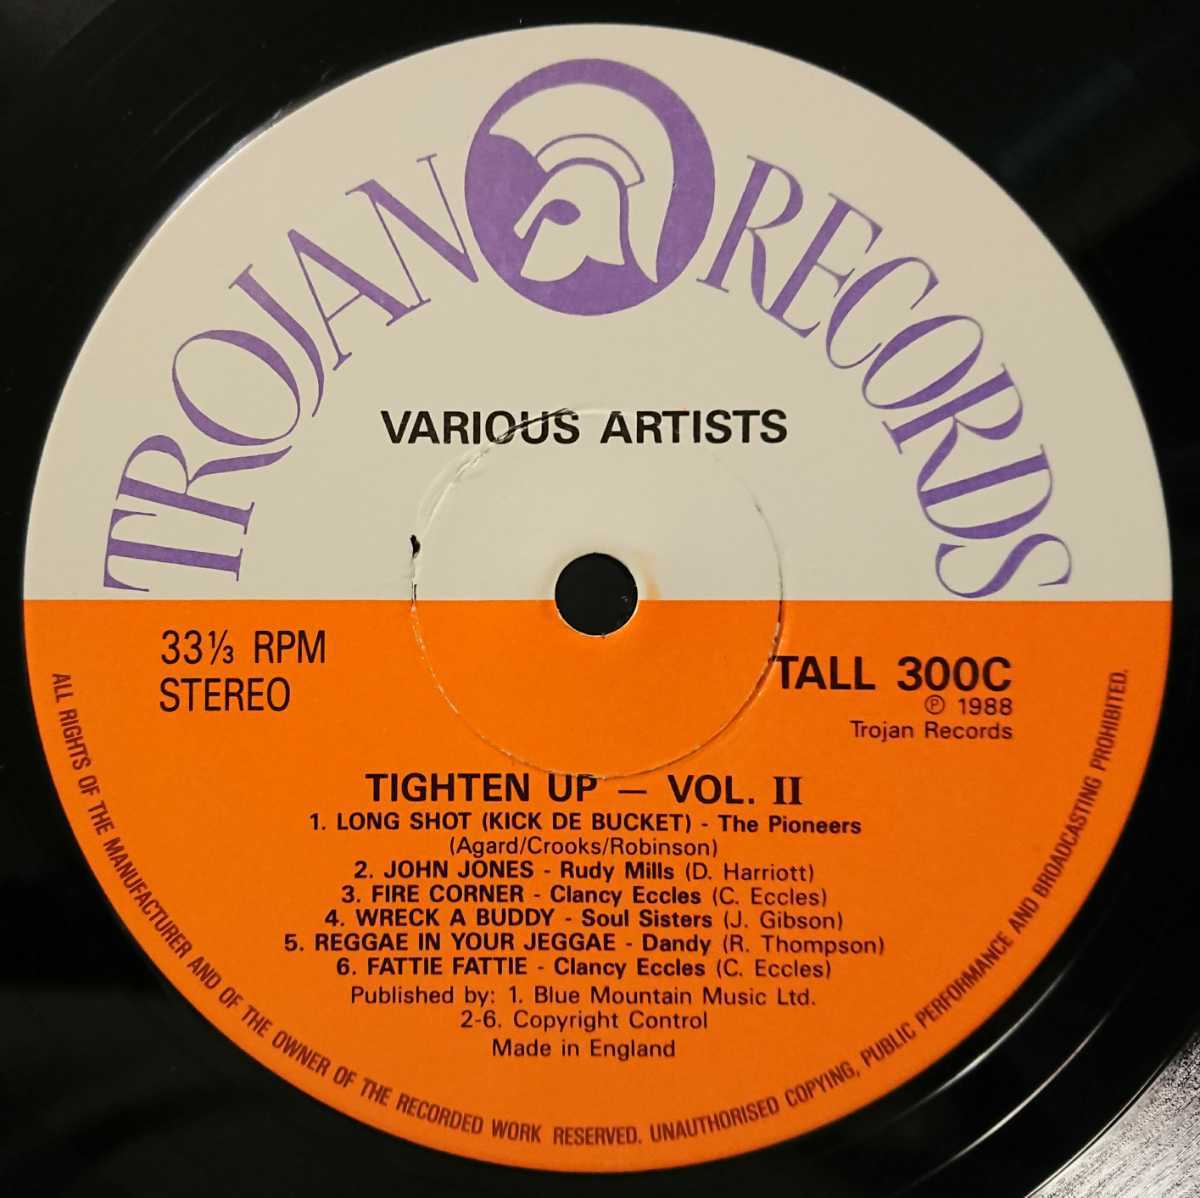 TROJAN RECORDS
VARIOUS ARTISTS
33⅓ RPM
STEREO
TALL 300C
℗ 1988
Trojan Records
TIGHTEN UP — VOL. II
1. LONG SHOT (KICK DE BUCKET) - The Pioneers
(Agard/Crooks/Robinson)
2. JOHN JONES - Rudy Mills (D. Harriott)
3. FIRE CORNER - Clancy Eccles (C. Eccles)
4. WRECK A BUDDY - Soul Sisters (J. Gibson)
5. REGGAE IN YOUR JEGGAE - Dandy (R. Thompson)
6. FATTIE FATTIE - Clancy Eccles (C. Eccles)
Published by: 1. Blue Mountain Music Ltd.
2-6. Copyright Control
Made in England
ALL RIGHTS OF THE MANUFACTURER AND OF THE OWNER OF THE RECORDED WORK RESERVED. UNAUTHORISED COPYING, PUBLIC PERFORMANCE AND BROADCASTING PROHIBITED.